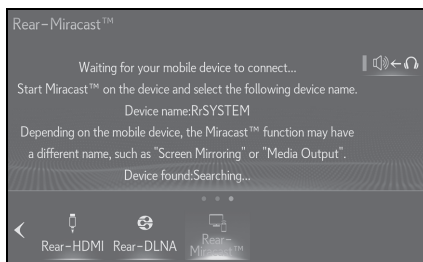 Rear-Miracast™
Waiting for your mobile device to connect...
Start Miracast™ on the device and select the following device name.
Device name:RrSYSTEM
Depending on the mobile device, the Miracast™ function may have
a different name, such as "Screen Mirroring" or "Media Output".
Device found:Searching...
Rear-HDMI
Rear-DLNA
Rear-
Miracast™